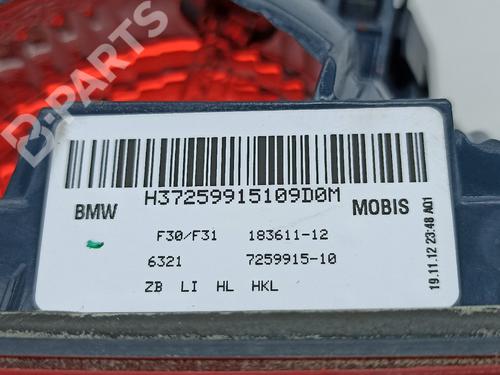 B-PARTS
H37259915109D0M
BMW MOBIS
F30/F31 183611-12
6321 7259915-10
ZB LI HL HKL
19.11.12 23:48 A01